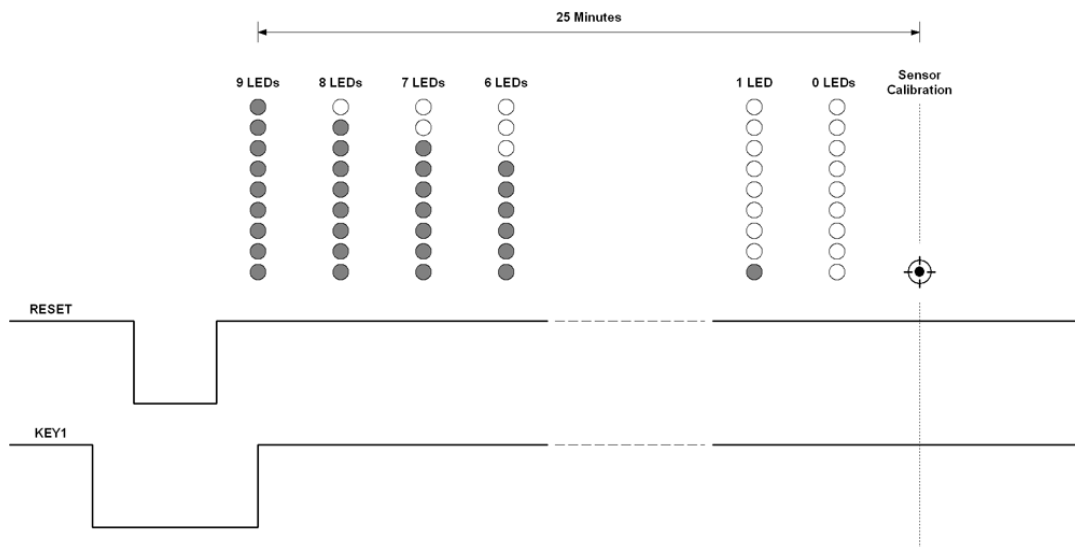 25 Minutes
9 LEDs 8 LEDs 7 LEDs 6 LEDs 1 LED 0 LEDs Sensor
Calibration
RESET
KEY1